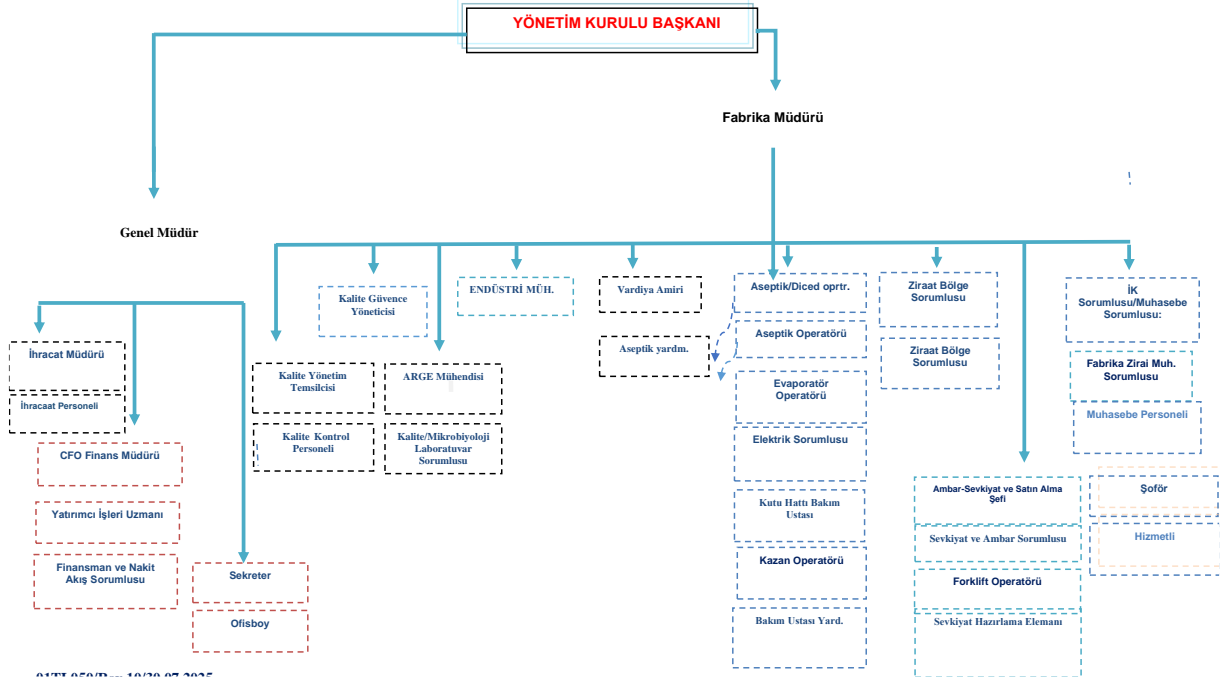 YÖNETİM KURULU BAŞKANI
Fabrika Müdürü
Genel Müdür
İhracat Müdürü
İhracaat Personeli
CFO Finans Müdürü
Yatırımcı İşleri Uzmanı
Finansman ve Nakit
Akış Sorumlusu
Sekreter
Ofisboy
Kalite Güvence
Yöneticisi
Kalite Yönetim
Temsilcisi
Kalite Kontrol
Personeli
ENDÜSTRİ MÜH.
ARGE Mühendisi
Kalite/Mikrobiyoloji
Laboratuvar
Sorumlusu
Vardiya Amiri
Aseptik yardm.
Aseptik/Diced oprtr.
Aseptik Operatörü
Evaporatör
Operatörü
Elektrik Sorumlusu
Kutu Hattı Bakım
Ustası
Kazan Operatörü
Bakım Ustası Yard.
Ziraat Bölge
Sorumlusu
Ziraat Bölge
Sorumlusu
Ambar-Sevkiyat ve Satın Alma
Şefi
Sevkiyat ve Ambar Sorumlusu
Forklift Operatörü
Sevkiyat Hazırlama Elemanı
İK
Sorumlusu/Muhasebe
Sorumlusu:
Fabrika Zirai Muh.
Sorumlusu
Muhasebe Personeli
Şoför
Hizmetli